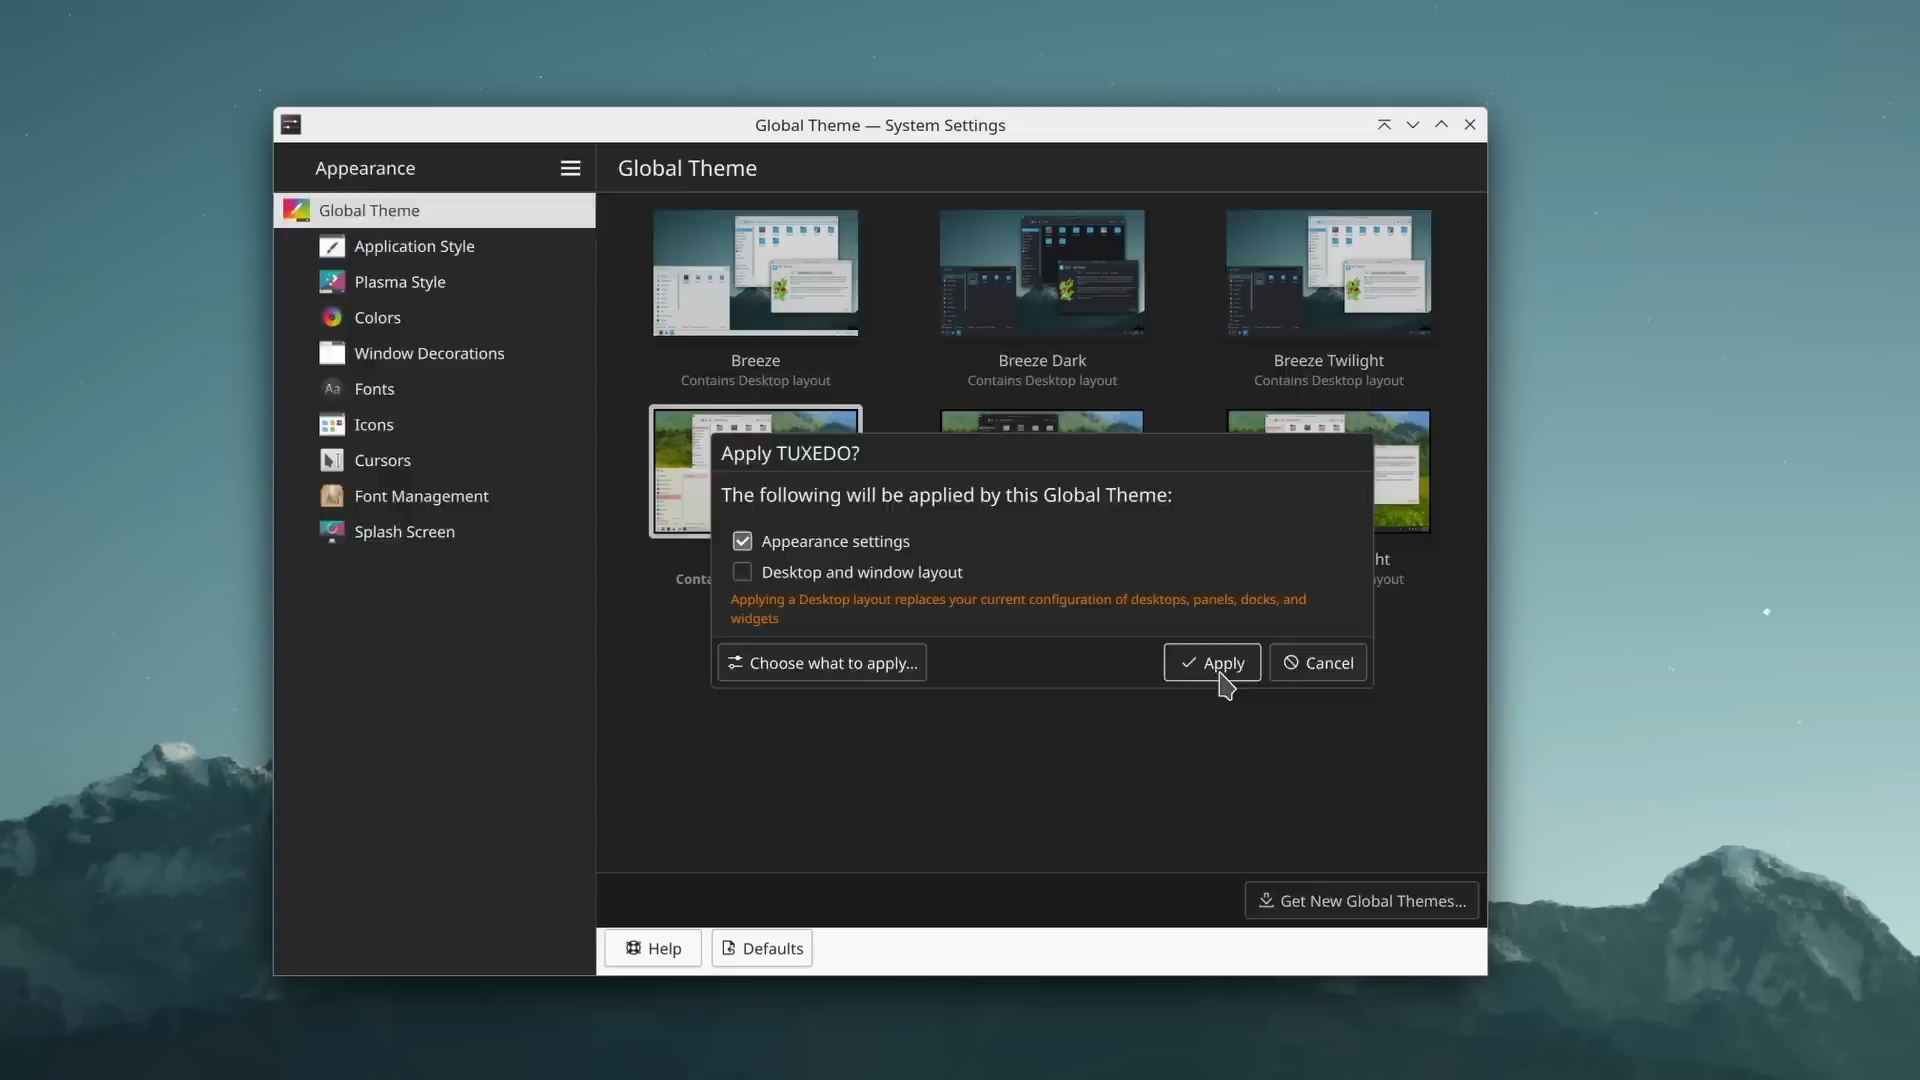 Global Theme — System Settings
Appearance
Global Theme
Global Theme
Application Style
Plasma Style
Colors
Window Decorations
Aa Fonts
Icons
Cursors
Font Management
Splash Screen
Breeze
Contains Desktop layout
Breeze Dark
Contains Desktop layout
Breeze Twilight
Contains Desktop layout
Conta
ht
yout
Apply TUXEDO?
The following will be applied by this Global Theme:
Appearance settings
Desktop and window layout
Applying a Desktop layout replaces your current configuration of desktops, panels, docks, and
widgets
Choose what to apply...
Apply
Cancel
Get New Global Themes...
Help
Defaults